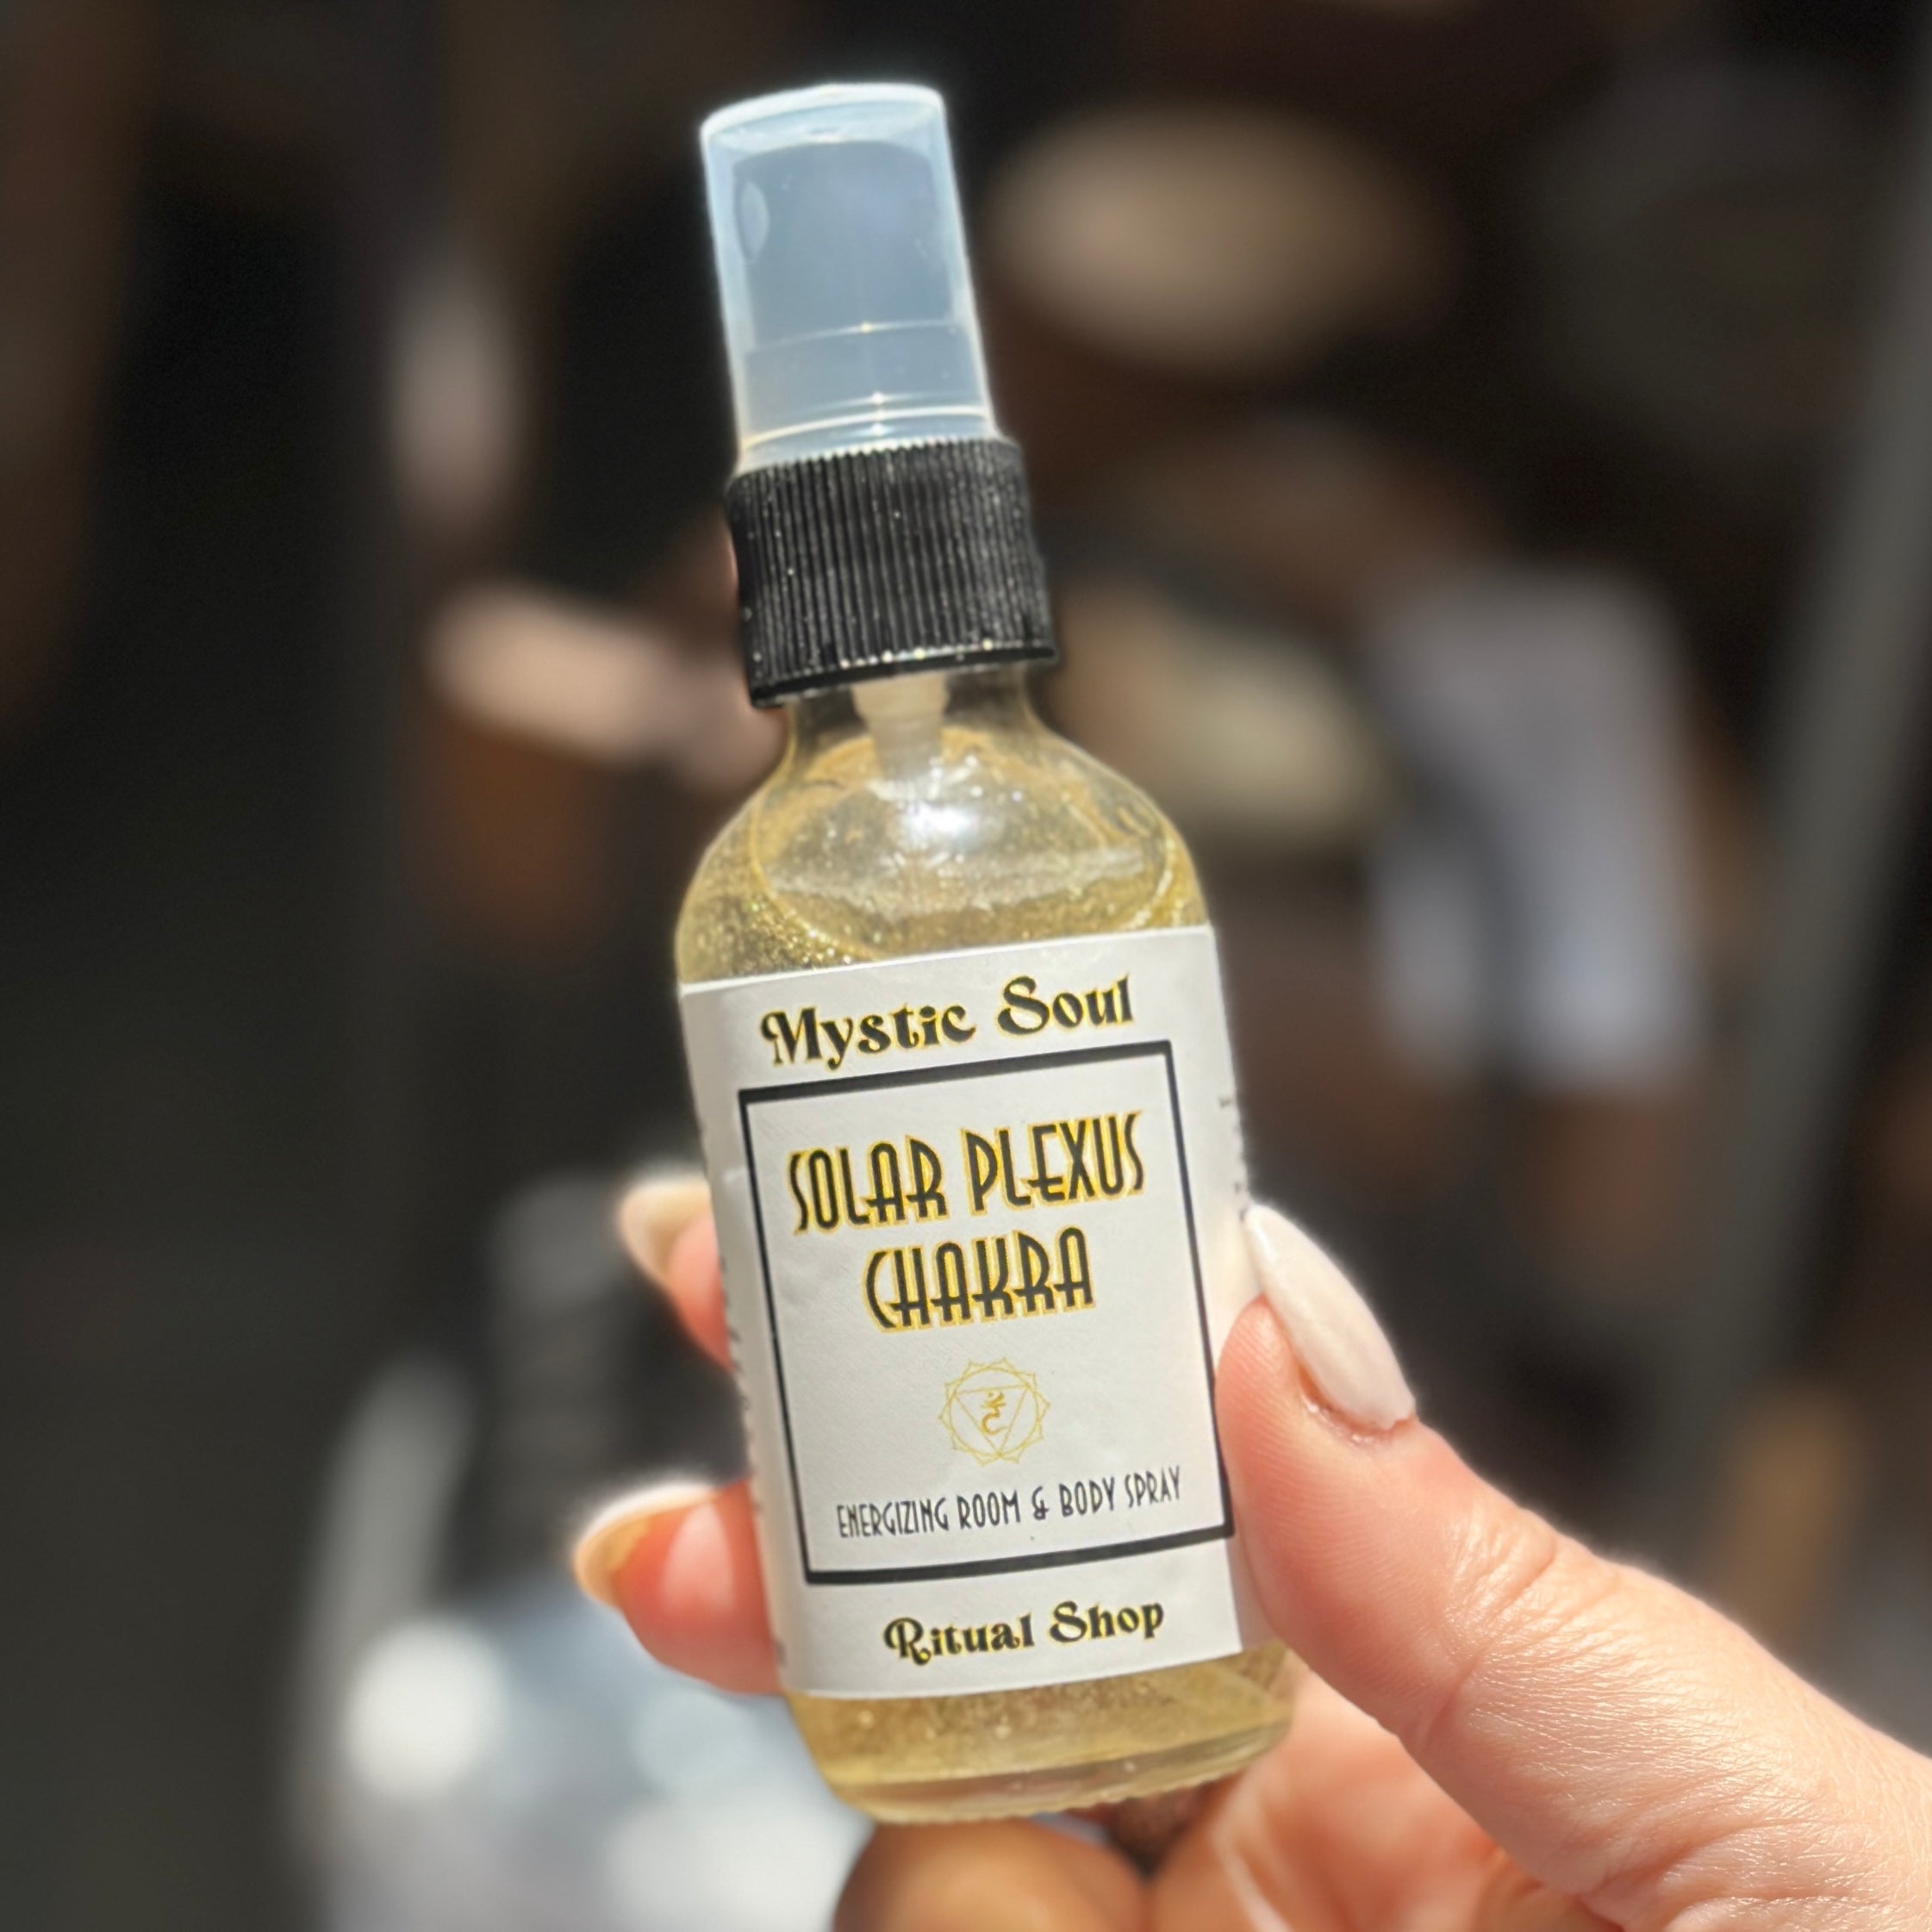 Mystic Soul
SOLAR PLEXUS
CHAKRA
ENERGIZING ROOM & BODY SPRAY
Ritual Shop